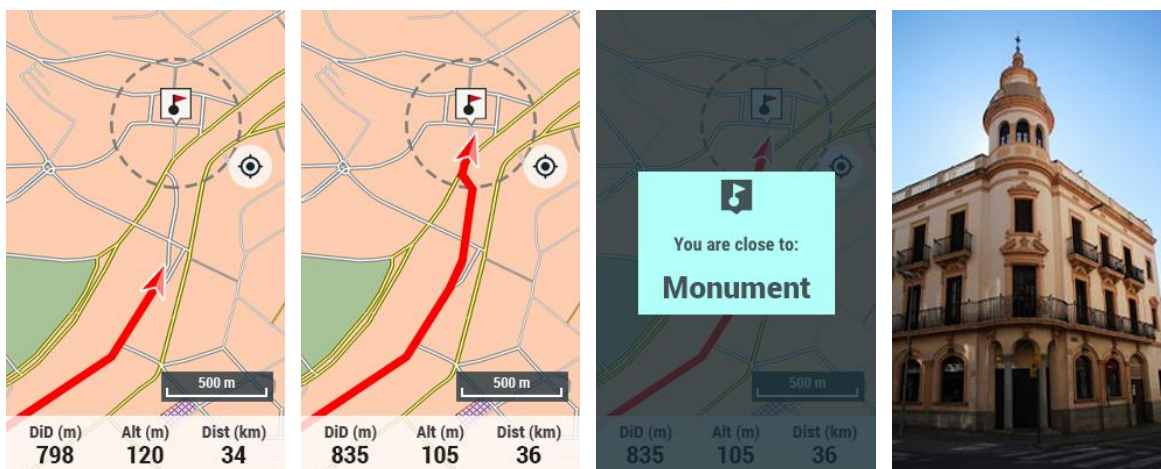 500 m
DiD (m) Alt (m) Dist (km)
798 120 34
500 m
DiD (m) Alt (m) Dist (km)
835 105 36
You are close to:
Monument
500 m
DiD (m) Alt (m) Dist (km)
835 105 36